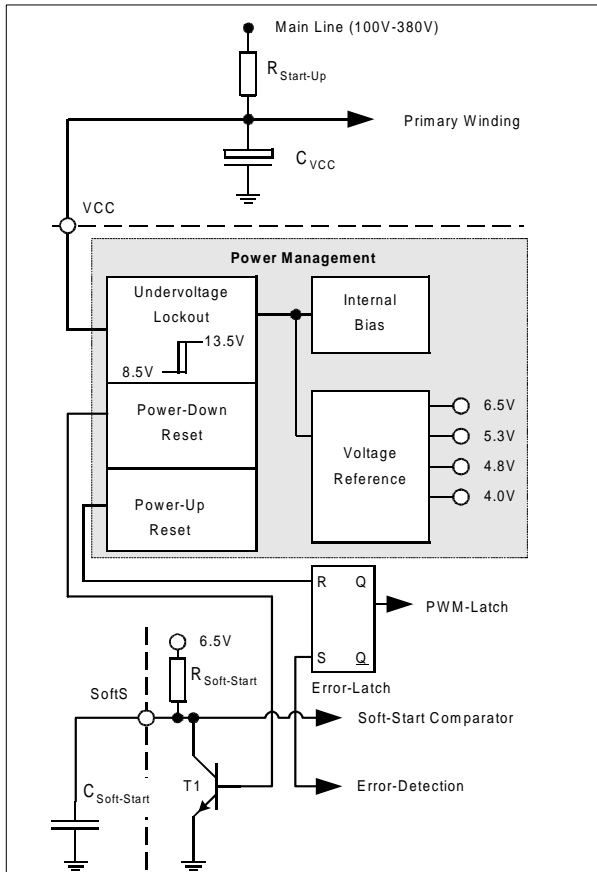 Main Line (100V-380V)
R Start-Up
Primary Winding
C VCC
VCC
Power Management
Undervoltage
Lockout
13.5V
8.5V
Internal
Bias
Power-Down
Reset
Voltage
Reference
6.5V
5.3V
4.8V
4.0V
Power-Up
Reset
R Q
PWM-Latch
S Q
Error-Latch
6.5V
R Soft-Start
SoftS
Soft-Start Comparator
C Soft-Start
T1
Error-Detection